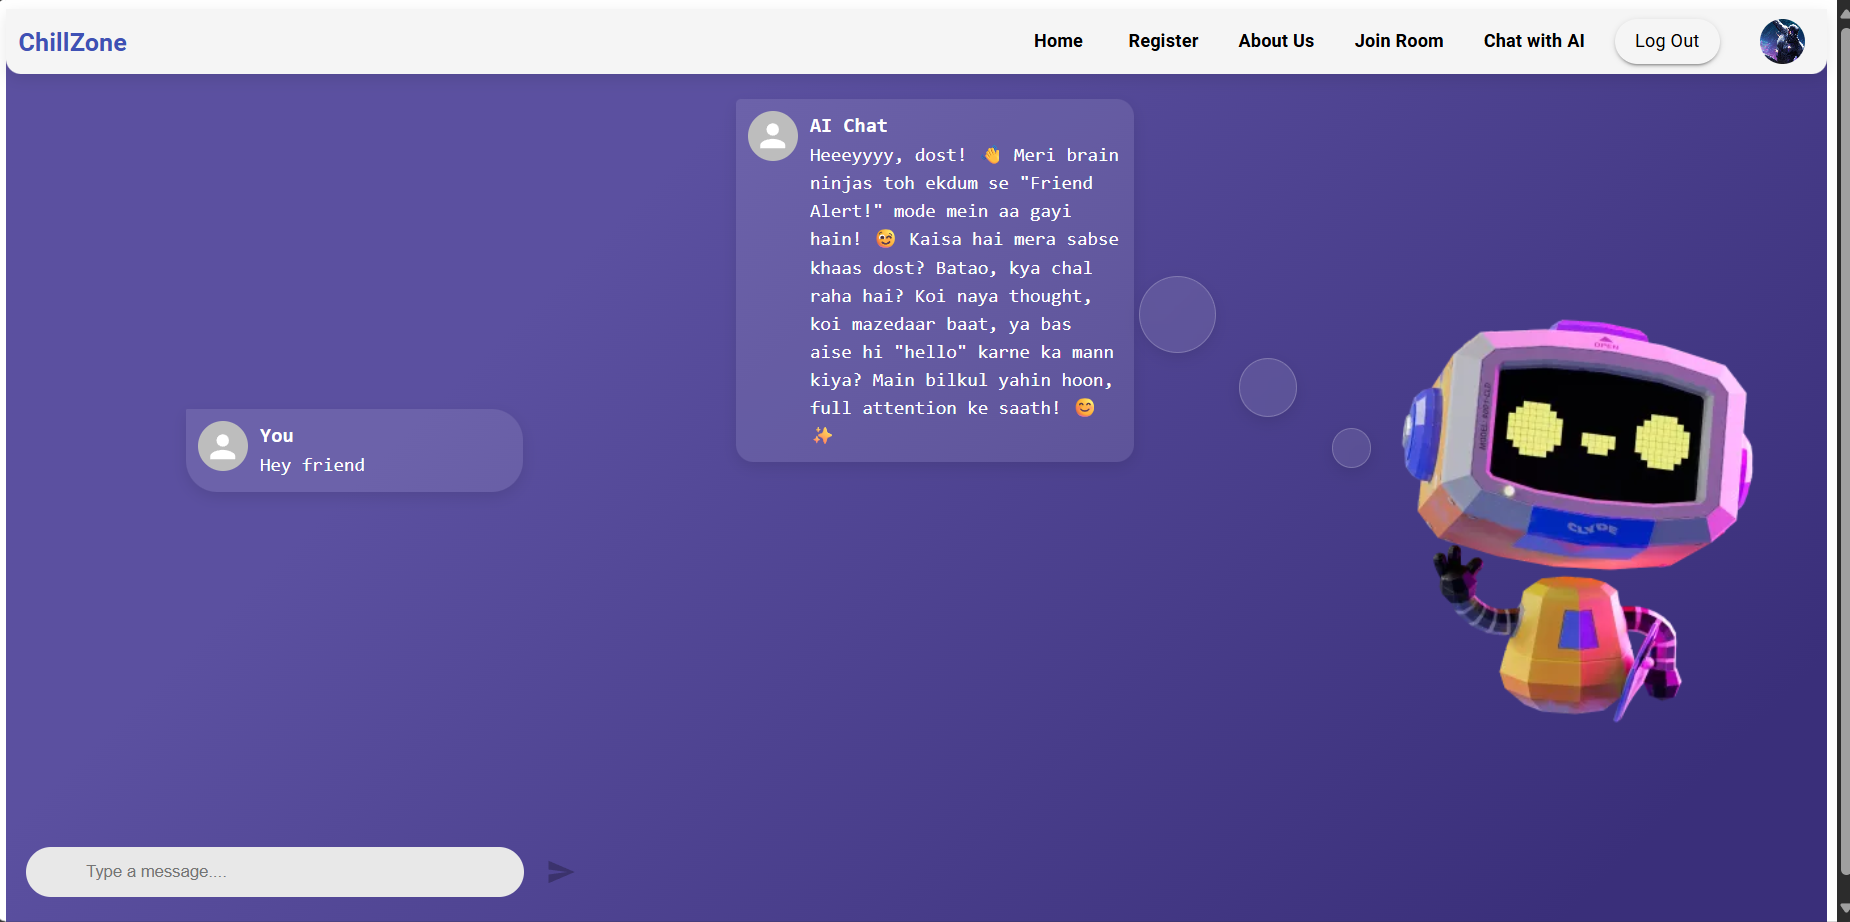 ChillZone
Home
Register
About Us
Join Room
Chat with AI
Log Out
AI Chat
Heeeyyyy, dost! 👋 Meri brain
ninjas toh ekdum se "Friend
Alert!" mode mein aa gayi
hain! 😉 Kaisa hai mera sabse
khaas dost? Batao, kya chal
raha hai? Koi naya thought,
koi mazedaar baat, ya bas
aise hi "hello" karne ka mann
kiya? Main bilkul yahin hoon,
full attention ke saath! 😊
✨
You
Hey friend
OPEN
Type a message....